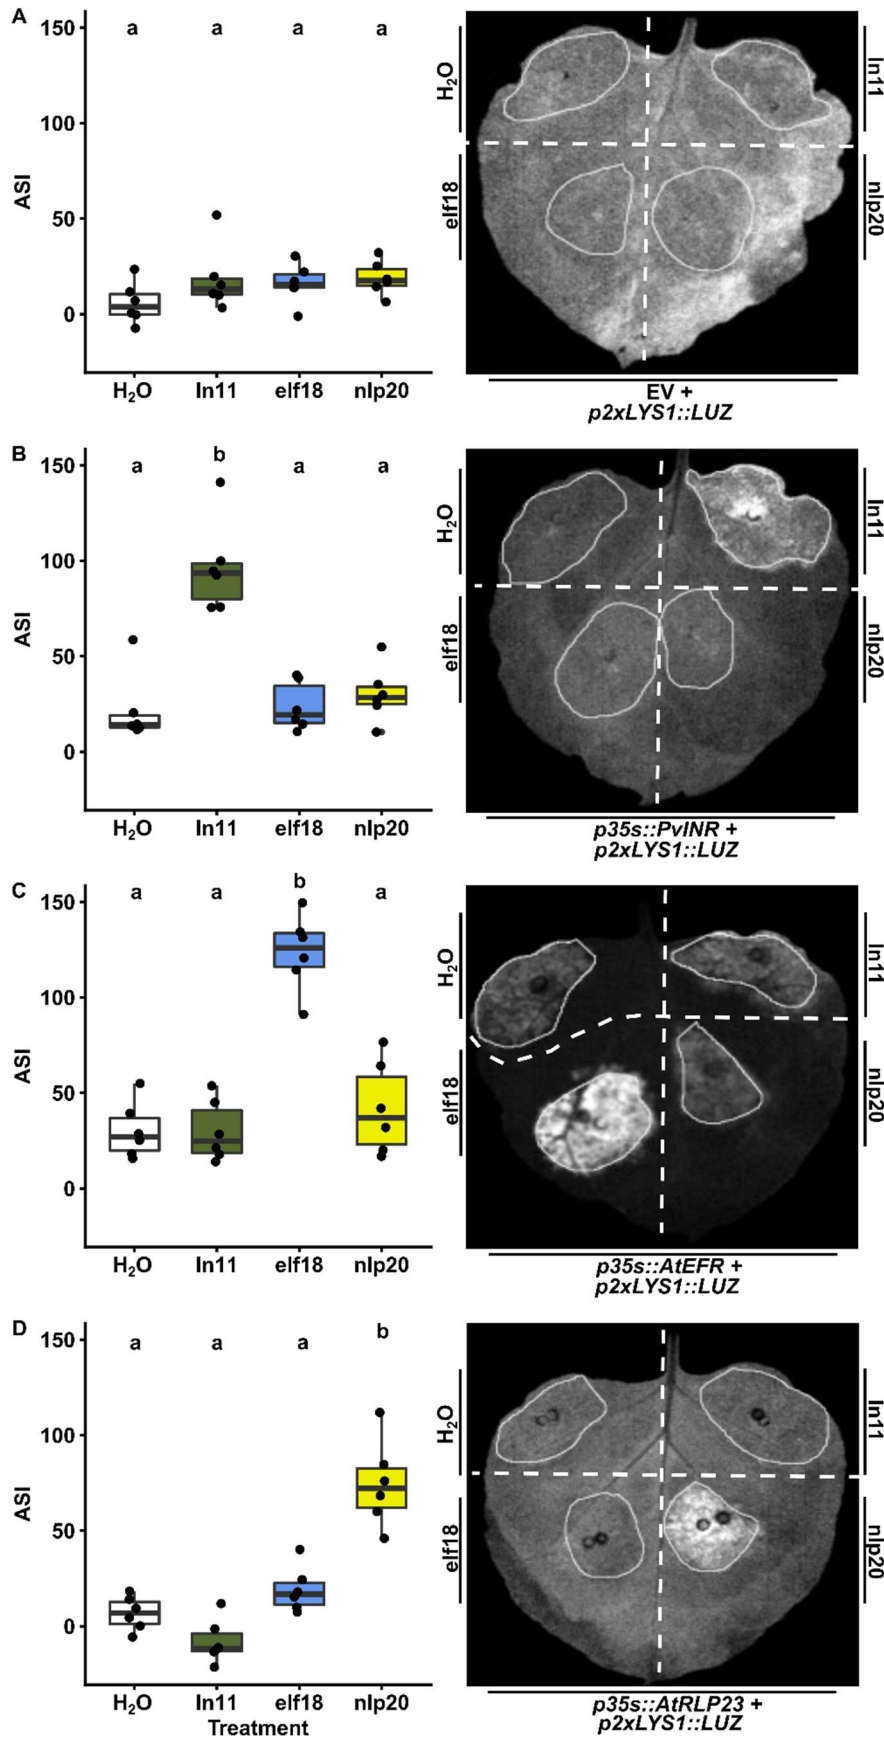 A
150
a
a
a
a
100
ASI
50
0
H₂O
In11
elf18
nlp20
H₂O
In11
elf18
nlp20
EV +
p2xLYS1::LUZ
B
150
a
b
a
a
100
ASI
50
0
H₂O
In11
elf18
nlp20
H₂O
In11
elf18
nlp20
p35s::PvINR +
p2xLYS1::LUZ
C
150
a
a
b
a
100
ASI
50
0
H₂O
In11
elf18
nlp20
H₂O
In11
elf18
nlp20
p35s::AtEFR +
p2xLYS1::LUZ
D
150
a
a
a
b
100
ASI
50
0
H₂O
In11
elf18
nlp20
Treatment
H₂O
In11
elf18
nlp20
p35s::AtRLP23 +
p2xLYS1::LUZ